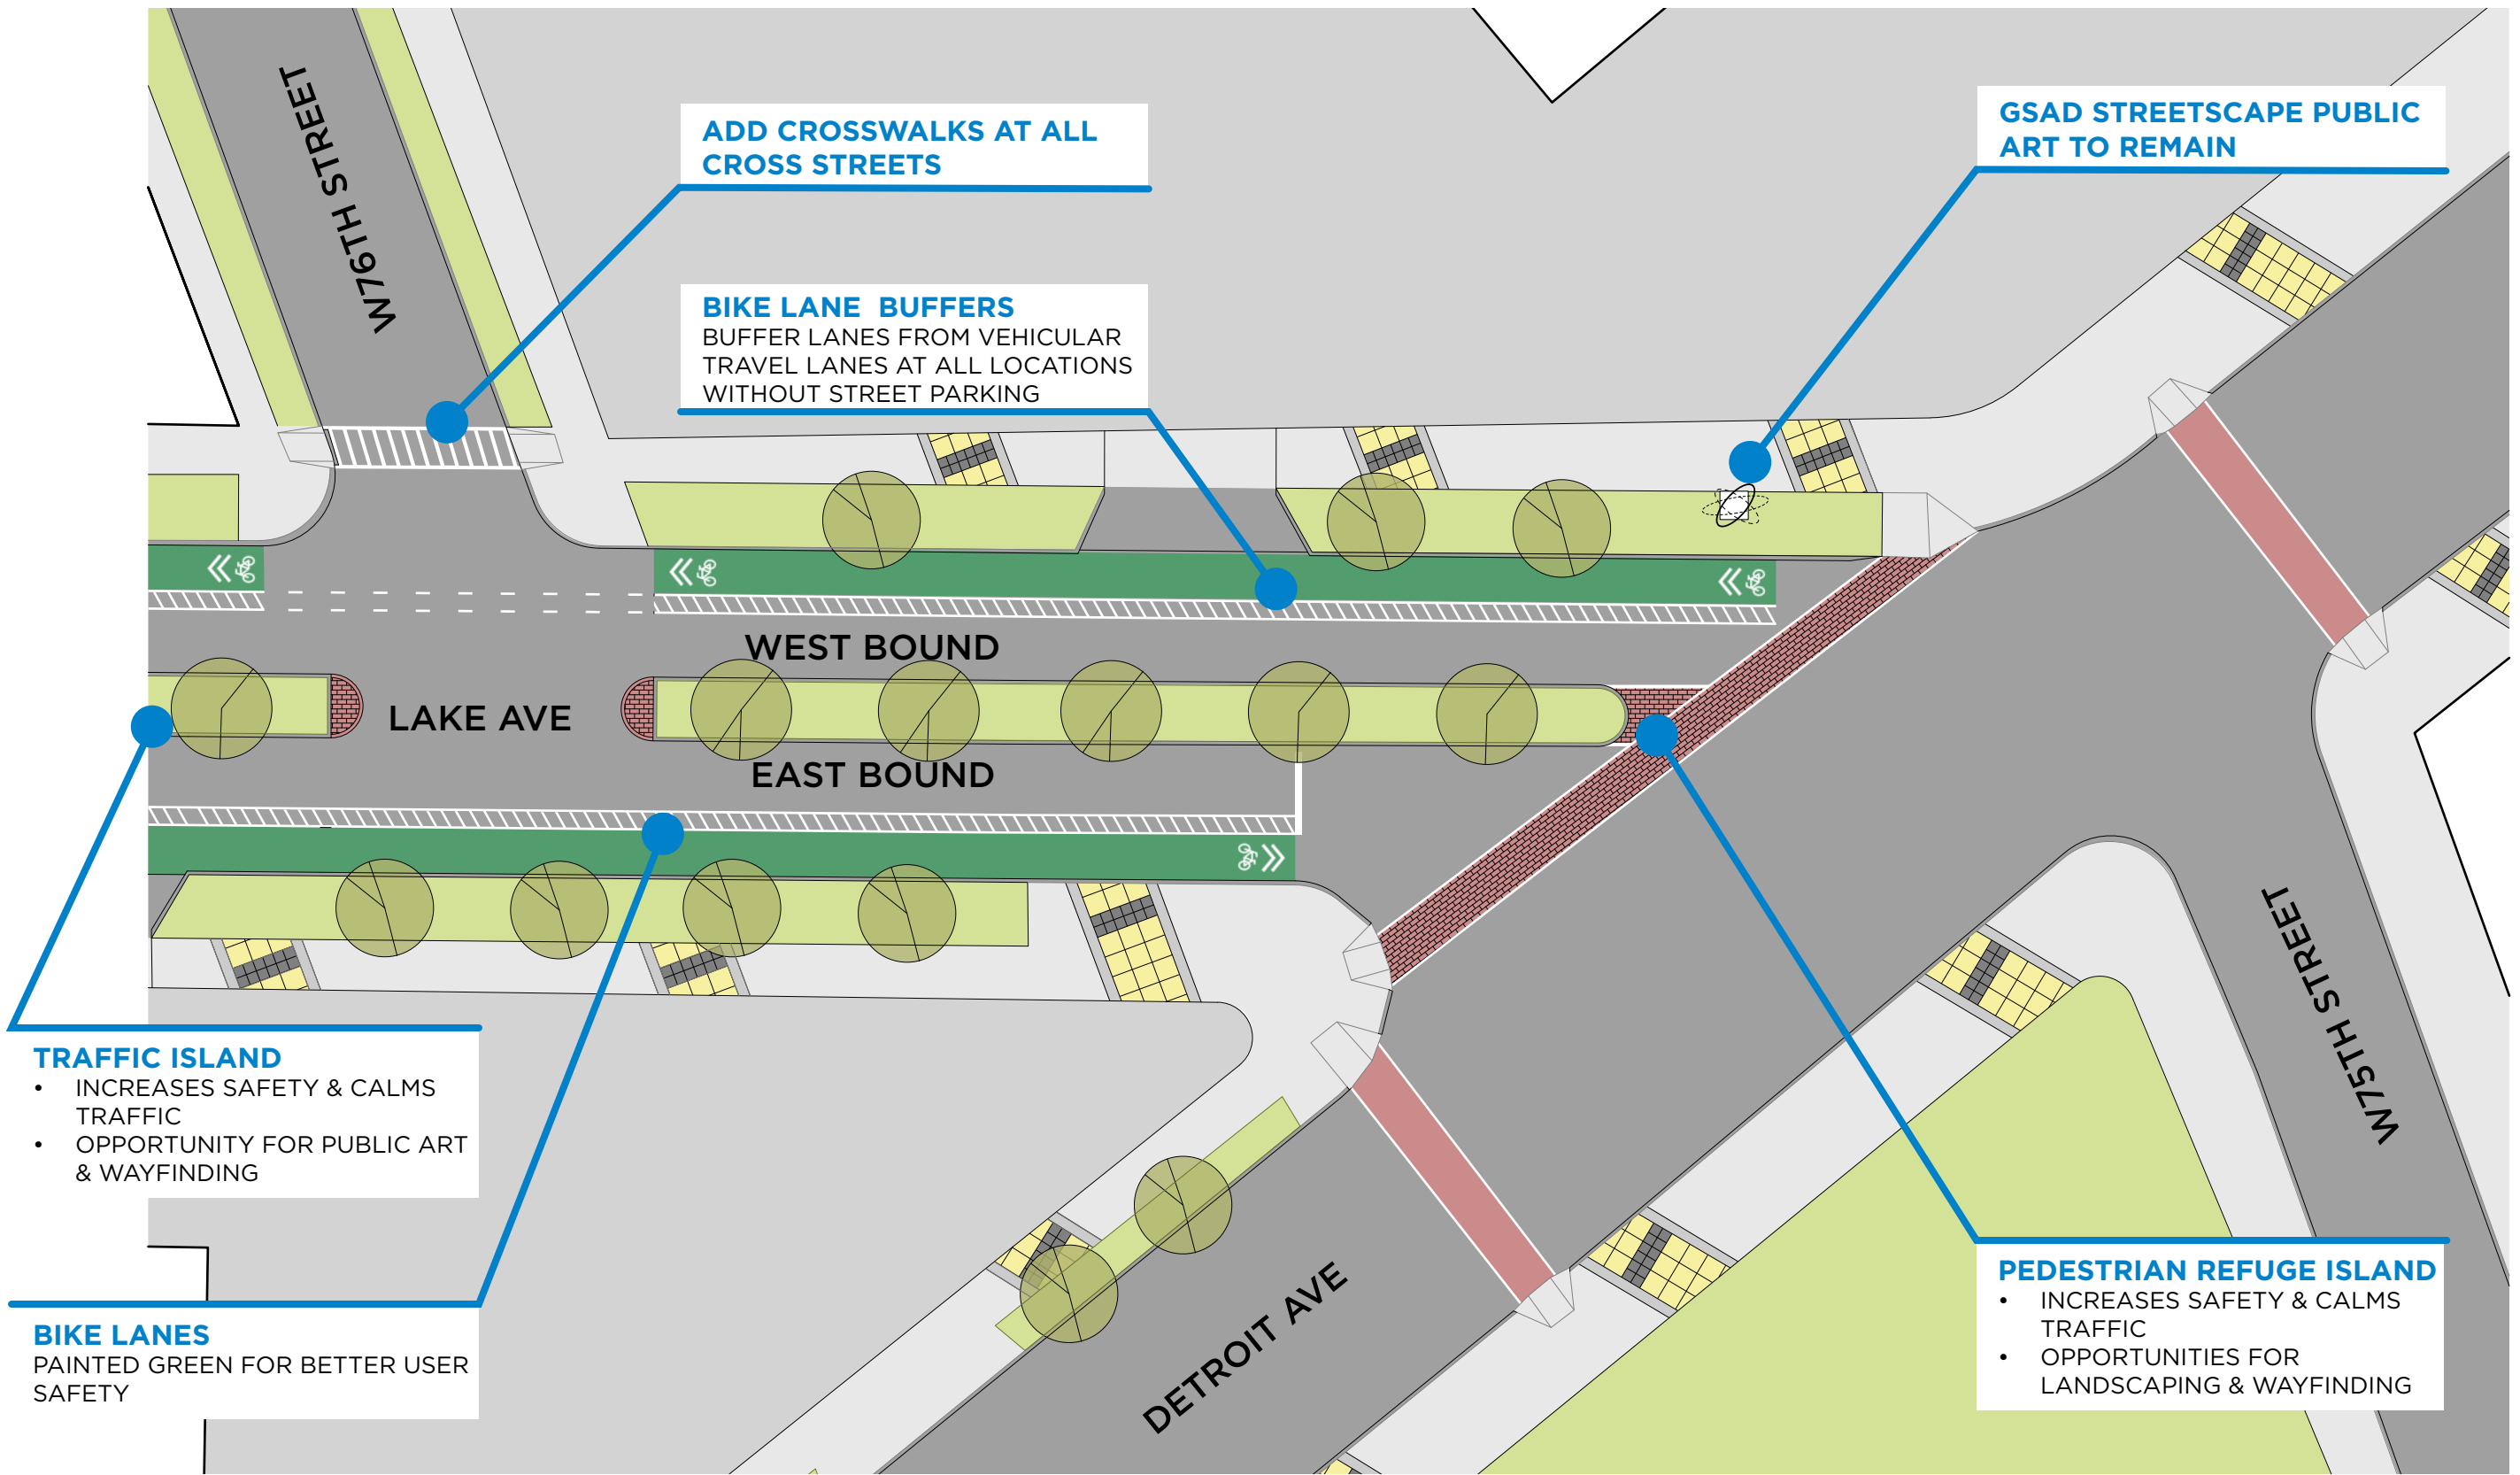 W76TH STREET
ADD CROSSWALKS AT ALL
CROSS STREETS
GSAD STREETSCAPE PUBLIC
ART TO REMAIN
BIKE LANE  BUFFERS
BUFFER LANES FROM VEHICULAR
TRAVEL LANES AT ALL LOCATIONS
WITHOUT STREET PARKING
WEST BOUND
LAKE AVE
EAST BOUND
W75TH STREET
TRAFFIC ISLAND
• INCREASES SAFETY & CALMS
TRAFFIC
• OPPORTUNITY FOR PUBLIC ART
& WAYFINDING
BIKE LANES
PAINTED GREEN FOR BETTER USER
SAFETY
DETROIT AVE
PEDESTRIAN REFUGE ISLAND
• INCREASES SAFETY & CALMS
TRAFFIC
• OPPORTUNITIES FOR
LANDSCAPING & WAYFINDING